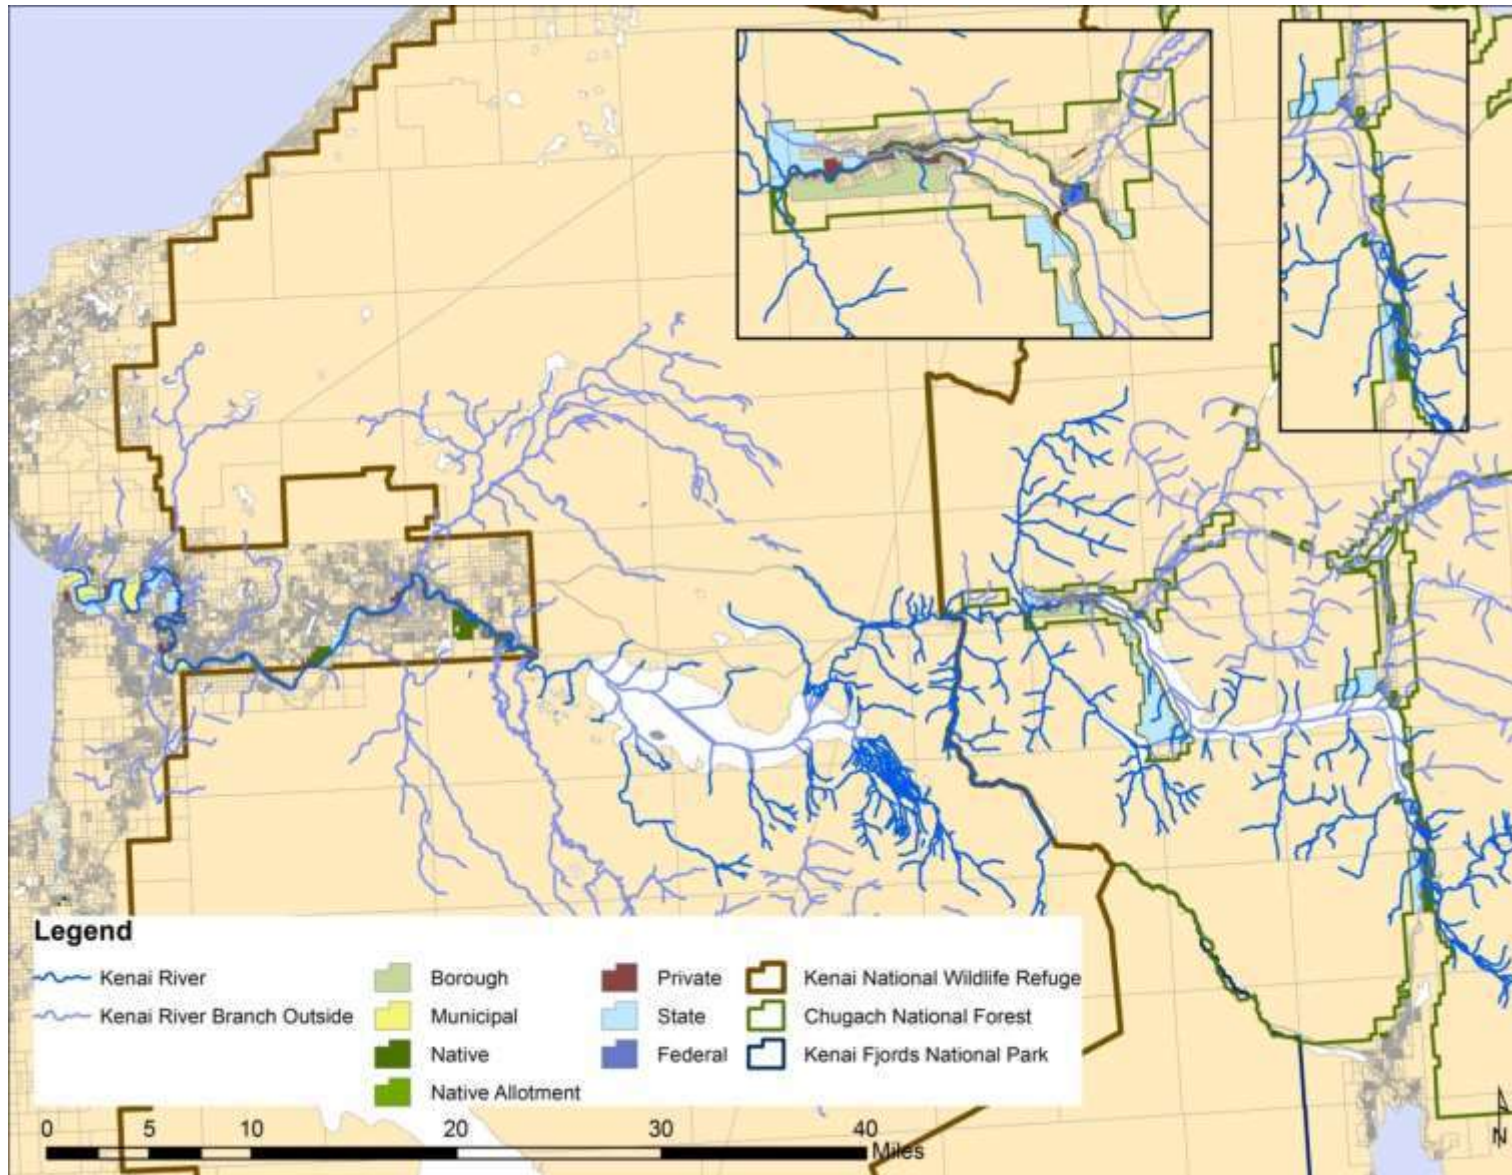 Legend
Kenai River
Kenai River Branch Outside
Borough
Municipal
Native
Native Allotment
Private
State
Federal
Kenai National Wildlife Refuge
Chugach National Forest
Kenai Fjords National Park
0 5 10 20 30 40
Miles
N